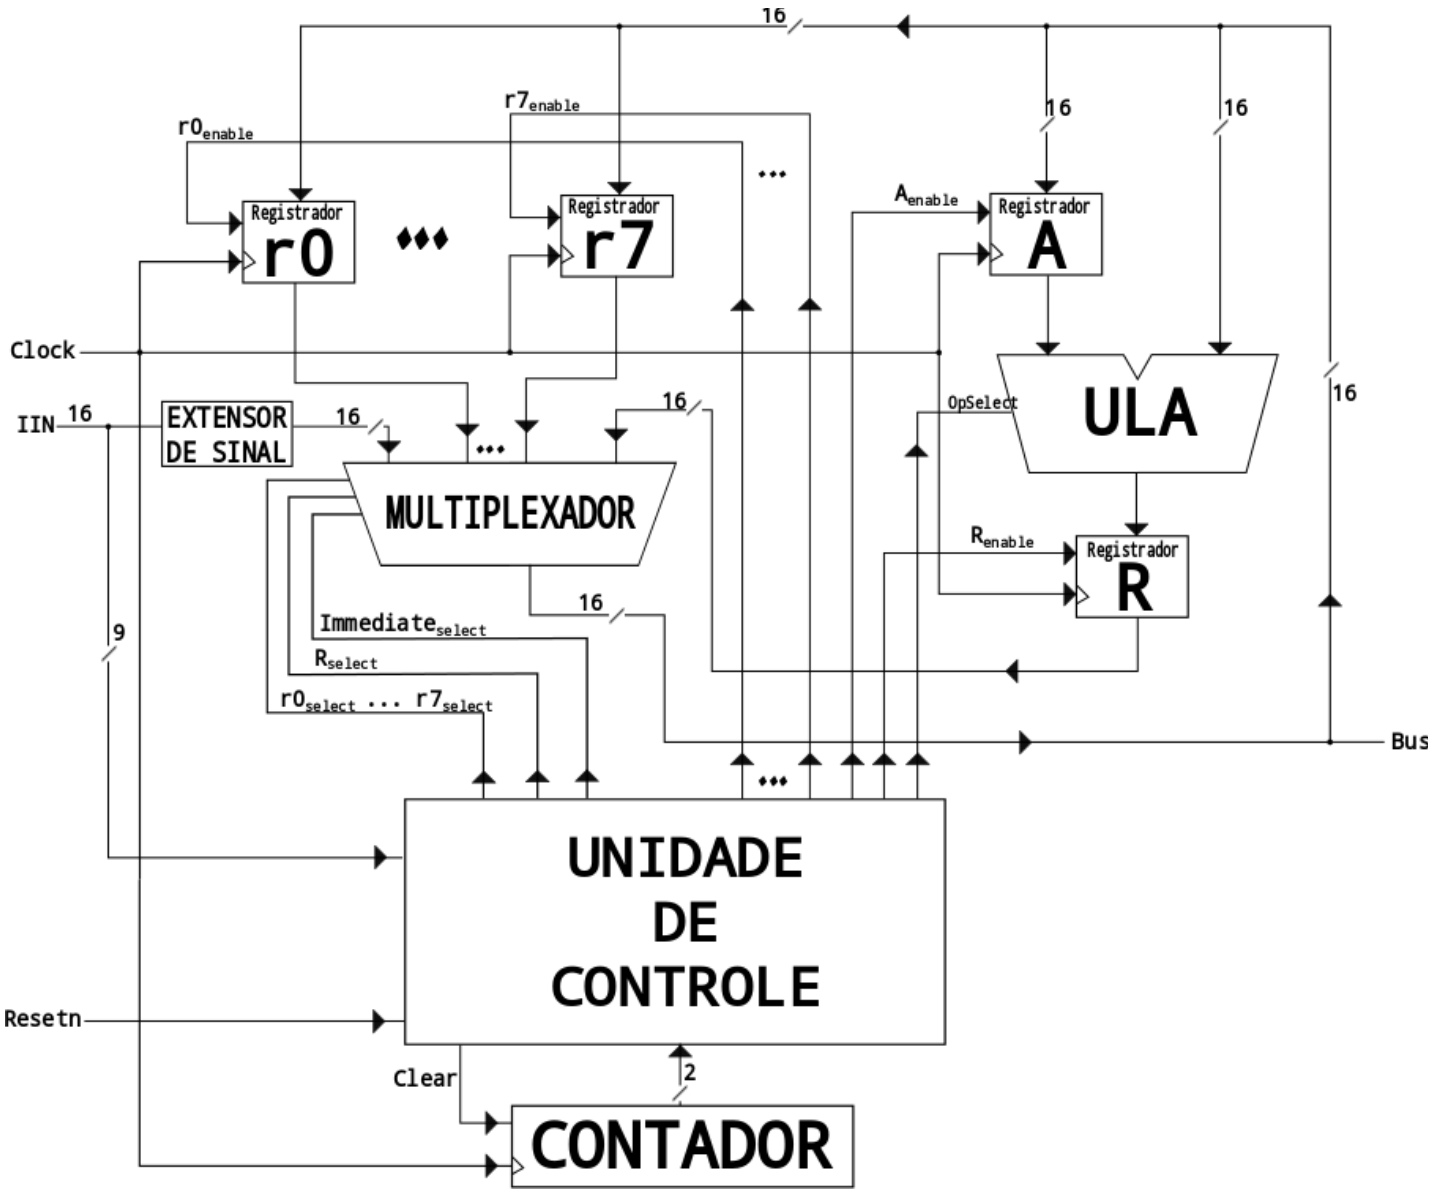 16
r7enable
r0enable
16
16
...
Aenable
Registrador
r0
Registrador
r7
Registrador
A
Clock
16
IIN
16
EXTENSOR
DE SINAL
16
16
OpSelect
ULA
...
MULTIPLEXADOR
Renable
Registrador
R
16
Immediateselect
9
Rselect
r0select ... r7select
Bus
...
UNIDADE
DE
CONTROLE
Resetn
Clear
2
CONTADOR